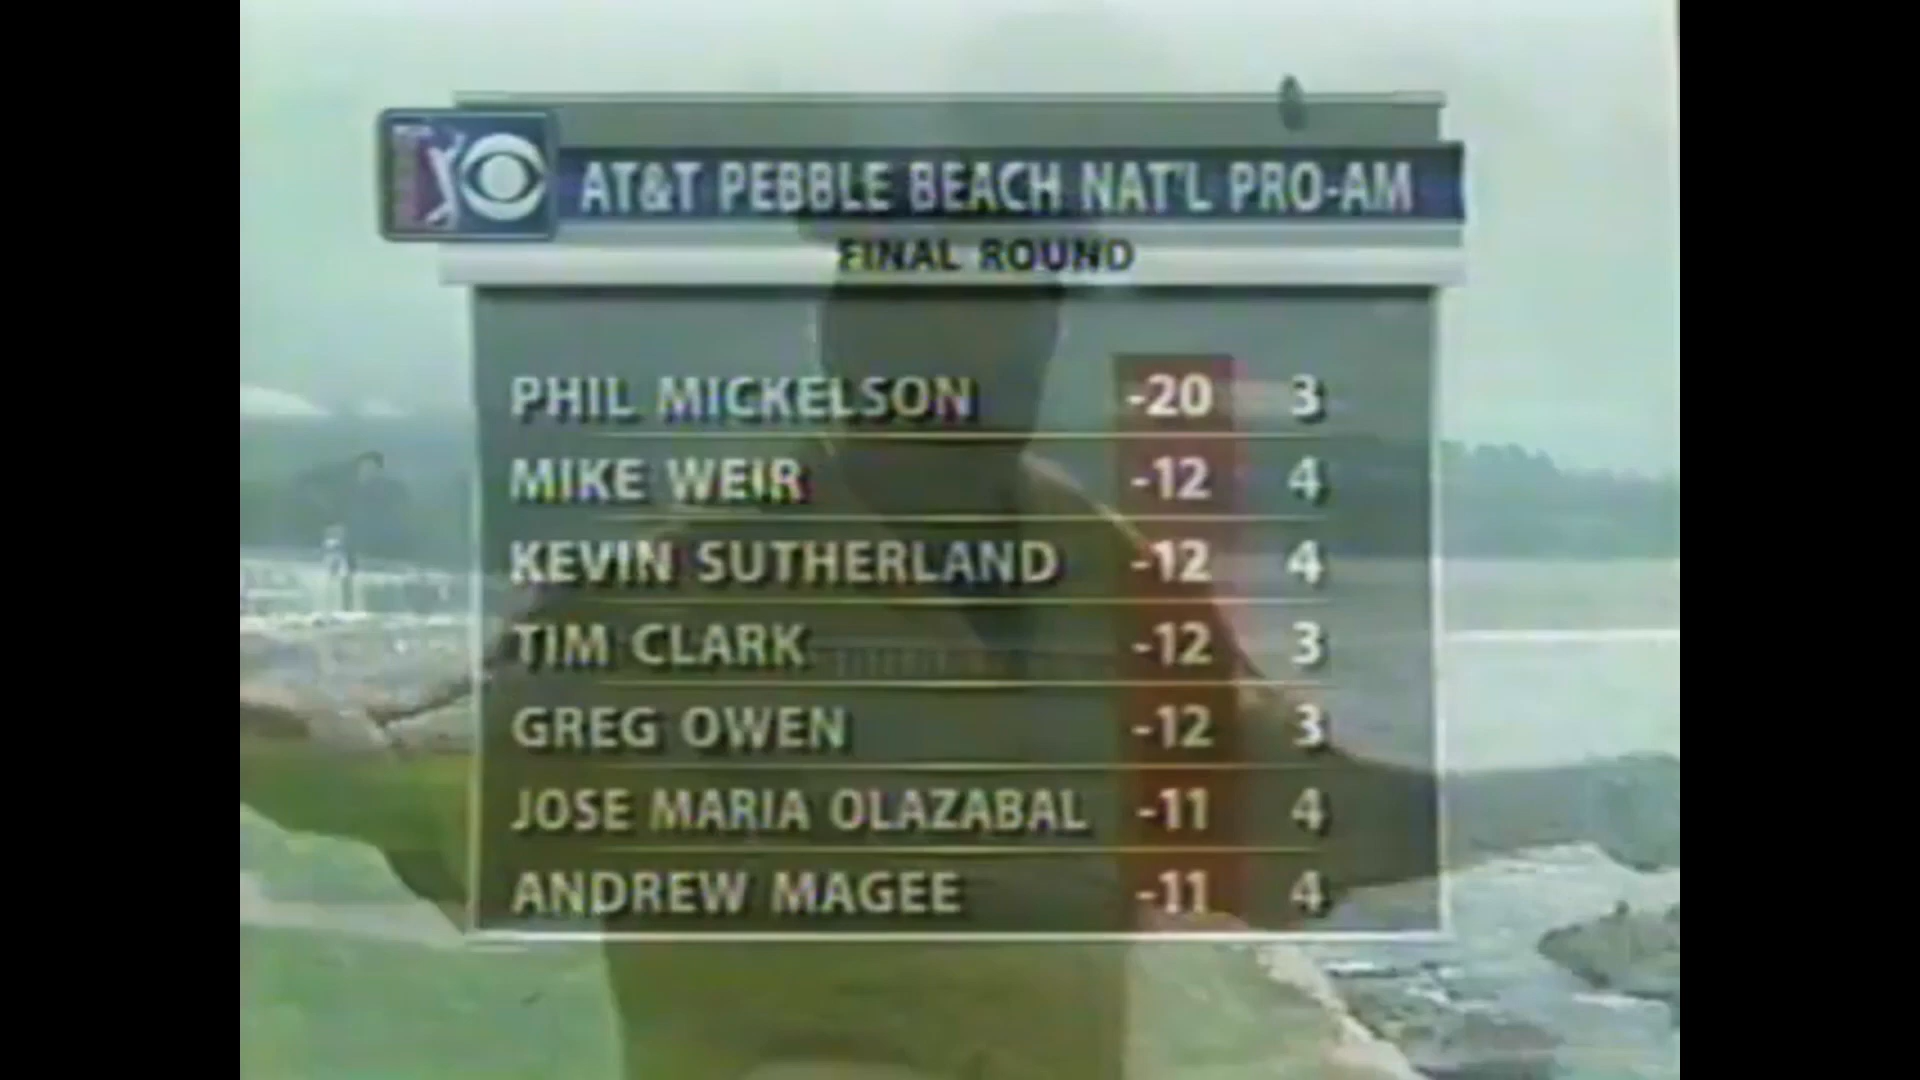 AT&T PEBBLE BEACH NAT'L PRO-AM
FINAL ROUND
PHIL MICKELSON -20 3
MIKE WEIR -12 4
KEVIN SUTHERLAND -12 4
TIM CLARK -12 3
GREG OWEN -12 3
JOSE MARIA OLAZABAL -11 4
ANDREW MAGEE -11 4